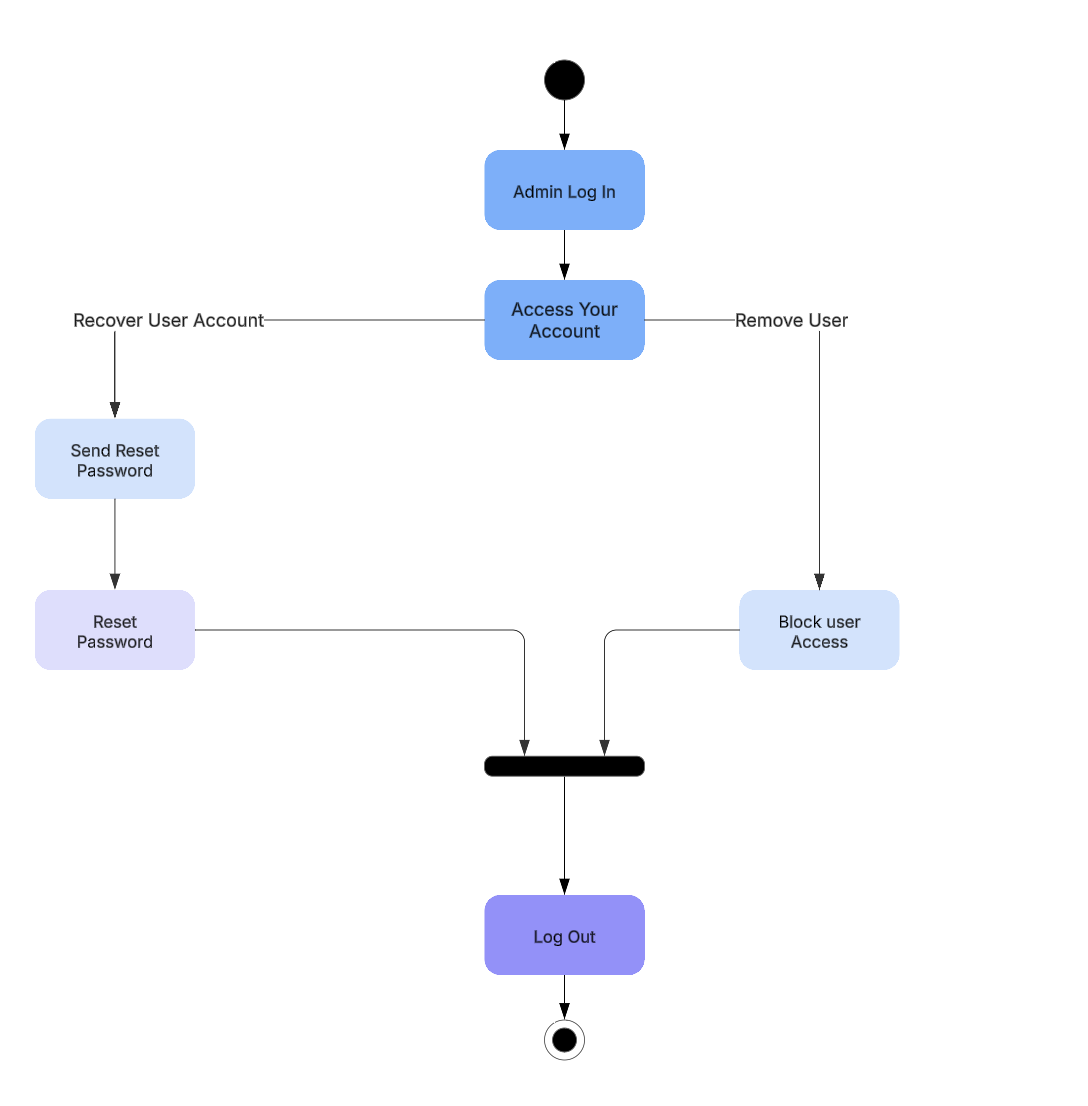 Admin Log In
Access Your
Account
Recover User Account
Remove User
Send Reset
Password
Reset
Password
Block user
Access
Log Out